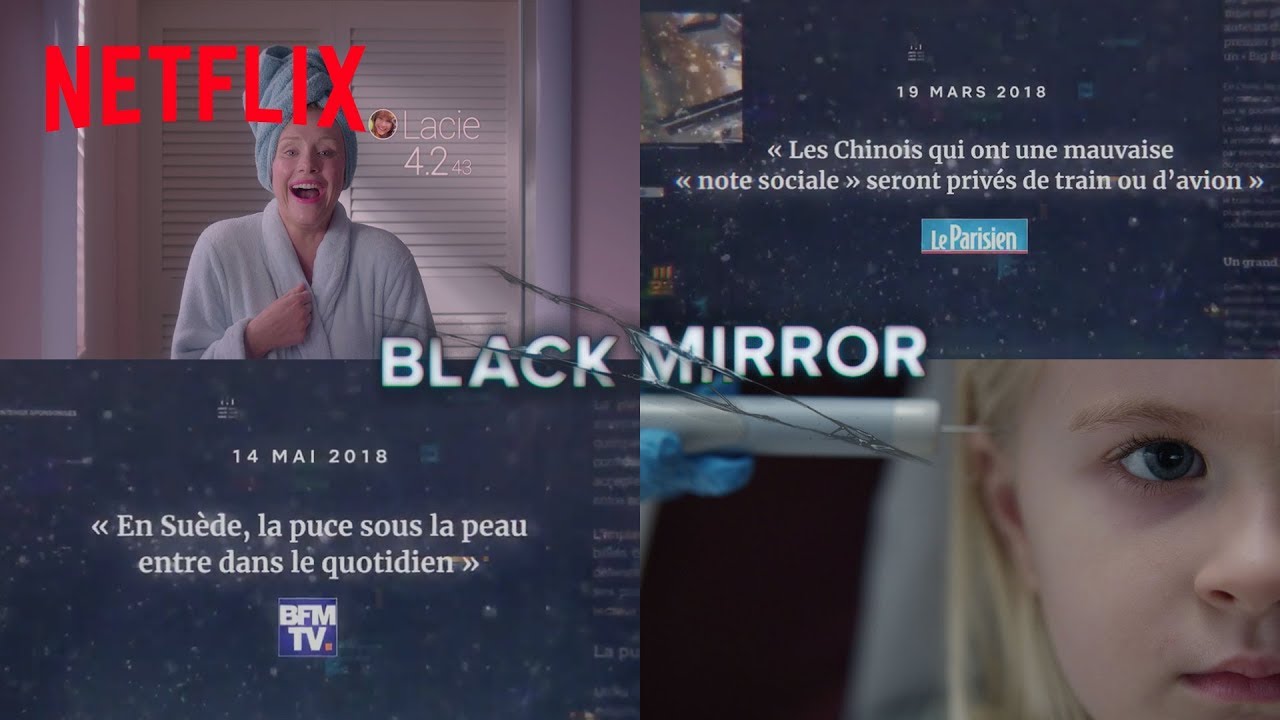 NETFLIX
Lacie
4.2 43
19 MARS 2018
« Les Chinois qui ont une mauvaise
« note sociale » seront privés de train ou d’avion »
Le Parisien
Un grand
BLACK MIRROR
14 MAI 2018
« En Suède, la puce sous la peau
entre dans le quotidien »
BFM
TV.